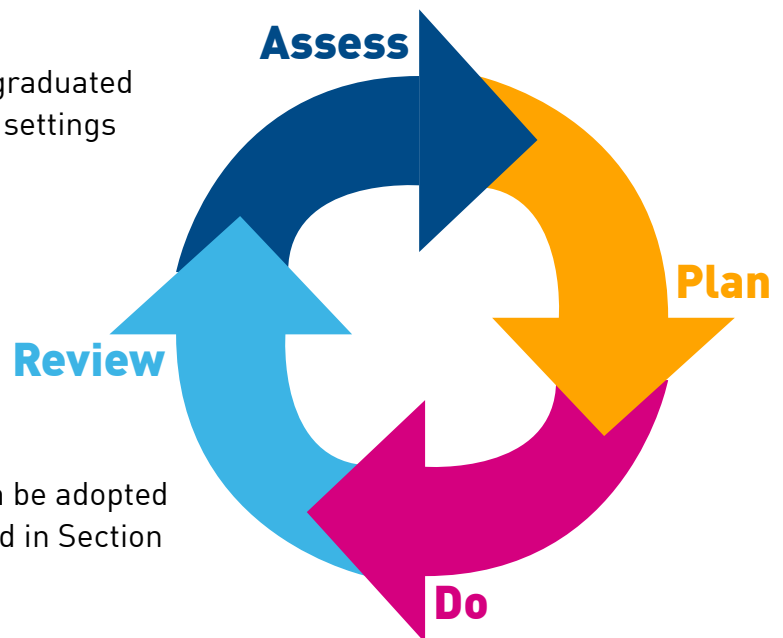 Assess
graduated
settings
Plan
Review
be adopted
d in Section
Do